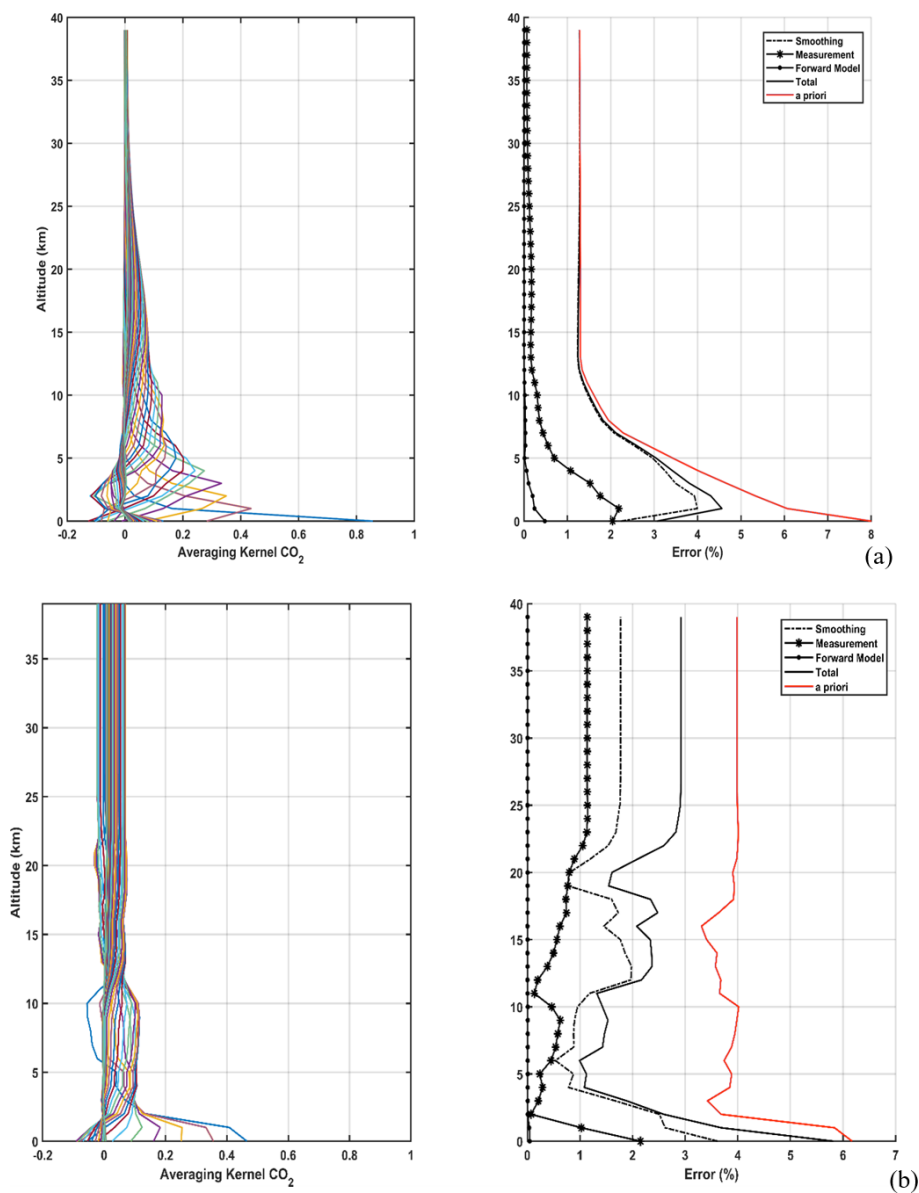 40
35
30
25
20
15
10
5
0
Altitude (km)
-0.2 0 0.2 0.4 0.6 0.8 1
Averaging Kernel CO2
40
35
30
25
20
15
10
5
0
Smoothing
Measurement
Forward Model
Total
a priori
0 1 2 3 4 5 6 7 8
Error (%)
(a)
35
30
25
20
15
10
5
0
Altitude (km)
-0.2 0 0.2 0.4 0.6 0.8 1
Averaging Kernel CO2
40
35
30
25
20
15
10
5
0
Smoothing
Measurement
Forward Model
Total
a priori
0 1 2 3 4 5 6 7
Error (%)
(b)